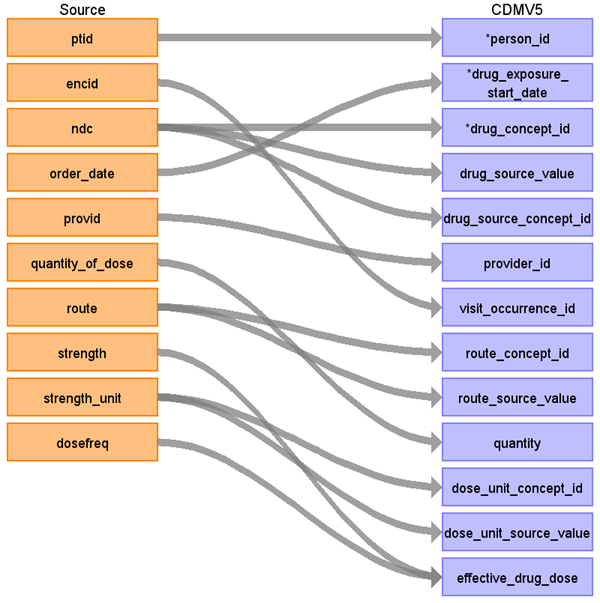 Source
CDMV5
ptid
*person_id
encid
*drug_exposure_
start_date
ndc
*drug_concept_id
order_date
drug_source_value
provid
drug_source_concept_id
quantity_of_dose
provider_id
route
visit_occurrence_id
strength
route_concept_id
strength_unit
route_source_value
dosefreq
quantity
dose_unit_concept_id
dose_unit_source_value
effective_drug_dose